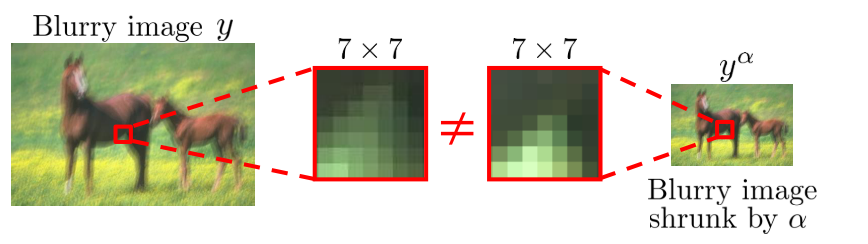 Blurry image y
7 × 7
≠
7 × 7
y^α
Blurry image
shrunk by α